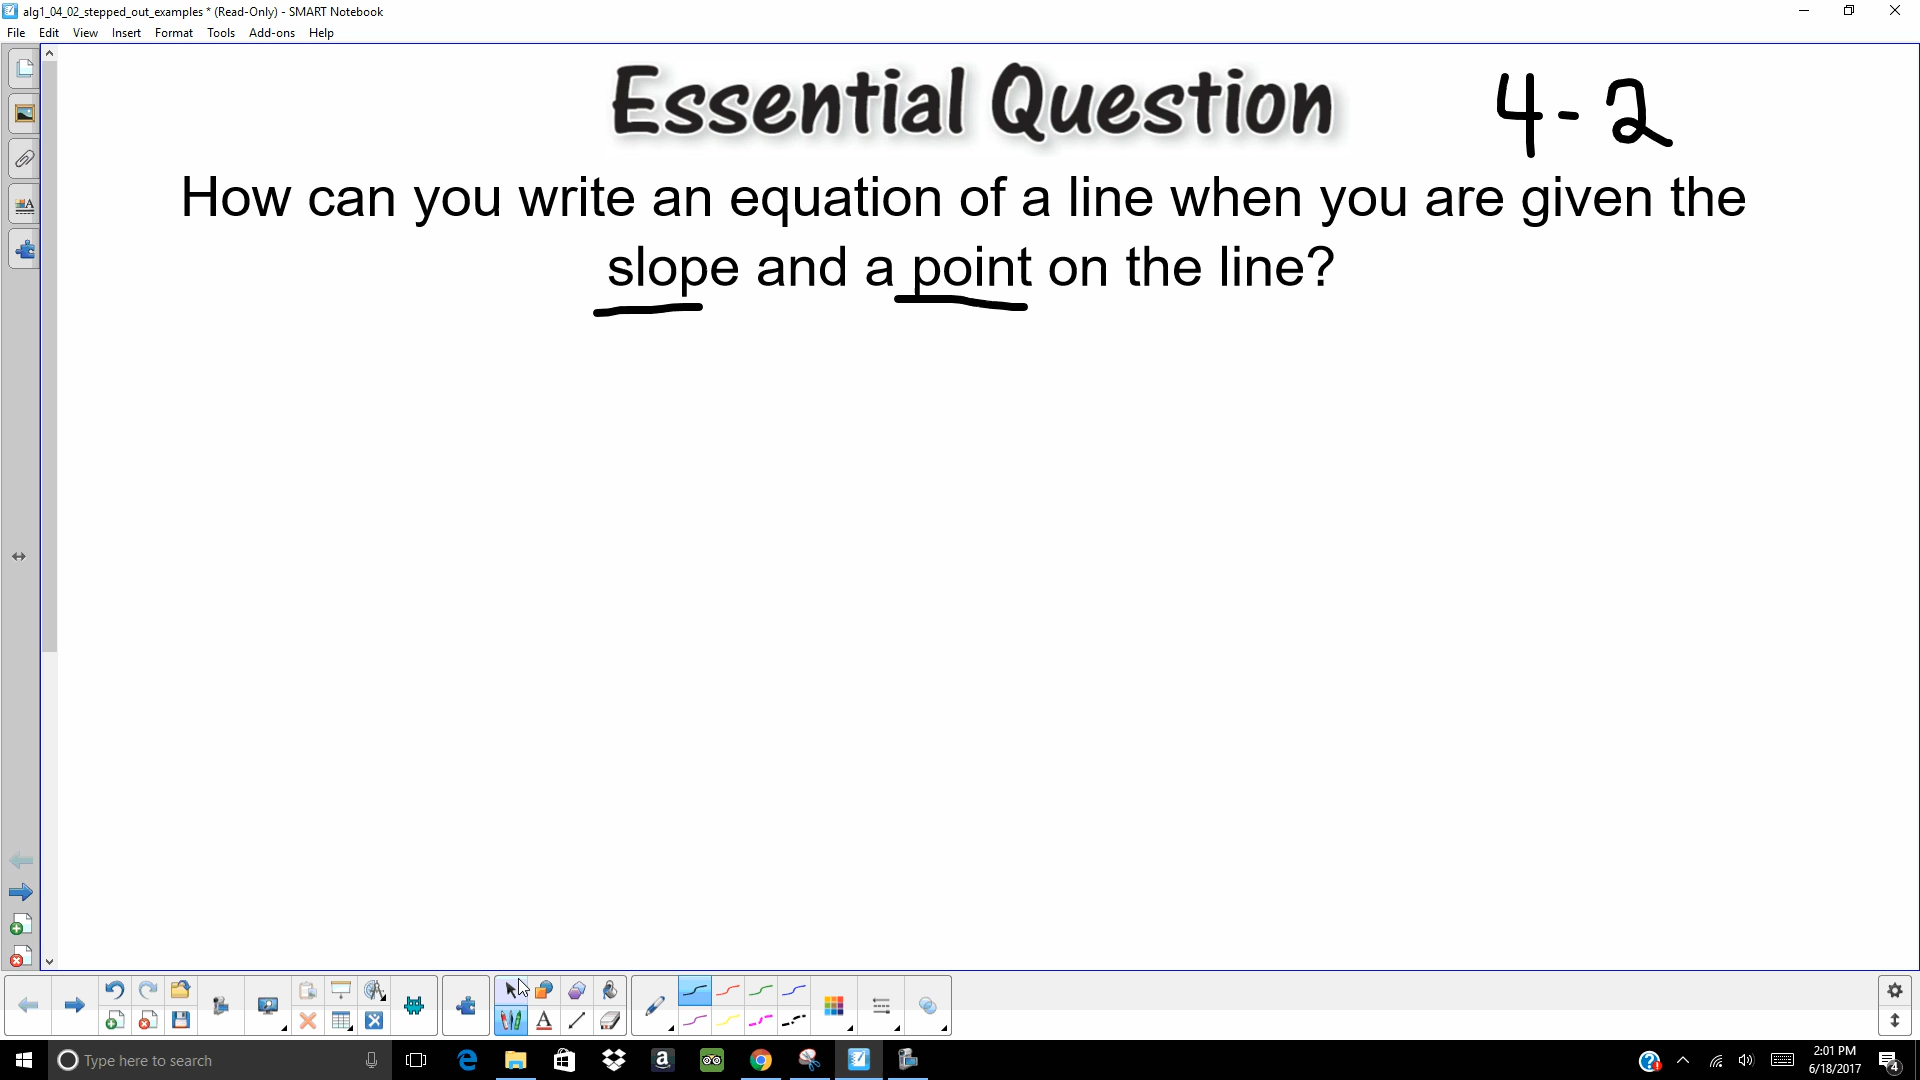 alg1_04_02_stepped_out_examples * (Read-Only) - SMART Notebook
File Edit View Insert Format Tools Add-ons Help
Essential Question 4-2
How can you write an equation of a line when you are given the
slope and a point on the line?
Type here to search
2:01 PM
6/18/2017
4